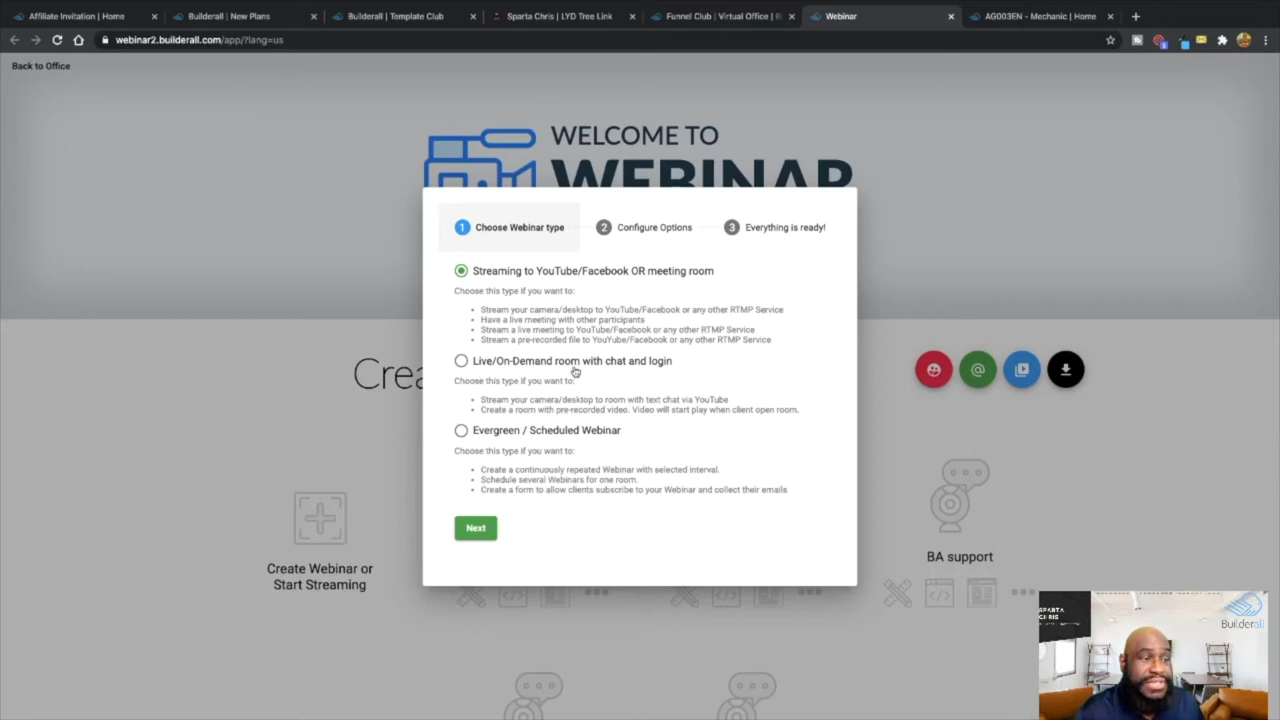 Affiliate Invitation | Home
Builderall | New Plans
Builderall | Template Club
Sparta Chris | LYD Tree Link
Funnel Club | Virtual Office |
Webinar
AG003EN - Mechanic | Home
webinar2.builderall.com/app/?lang=us
Back to Office
WELCOME TO
WEBINAR
1 Choose Webinar type
2 Configure Options
3 Everything is ready!
Streaming to YouTube/Facebook OR meeting room
Choose this type if you want to:
• Stream your camera/desktop to YouTube/Facebook or any other RTMP Service
• Have a live meeting with other participants
• Stream a live meeting to YouTube/Facebook or any other RTMP Service
• Stream a pre-recorded file to YouYube/Facebook or any other RTMP Service
Crea
Live/On-Demand room with chat and login
Choose this type if you want to:
• Stream your camera/desktop to room with text chat via YouTube
• Create a room with pre-recorded video. Video will start play when client open room.
Evergreen / Scheduled Webinar
Choose this type if you want to:
• Create a continuously repeated Webinar with selected interval.
• Schedule several Webinars for one room.
• Create a form to allow clients subscribe to your Webinar and collect their emails
Next
Create Webinar or
Start Streaming
BA support
SPARTA
CHRIS
Builderall